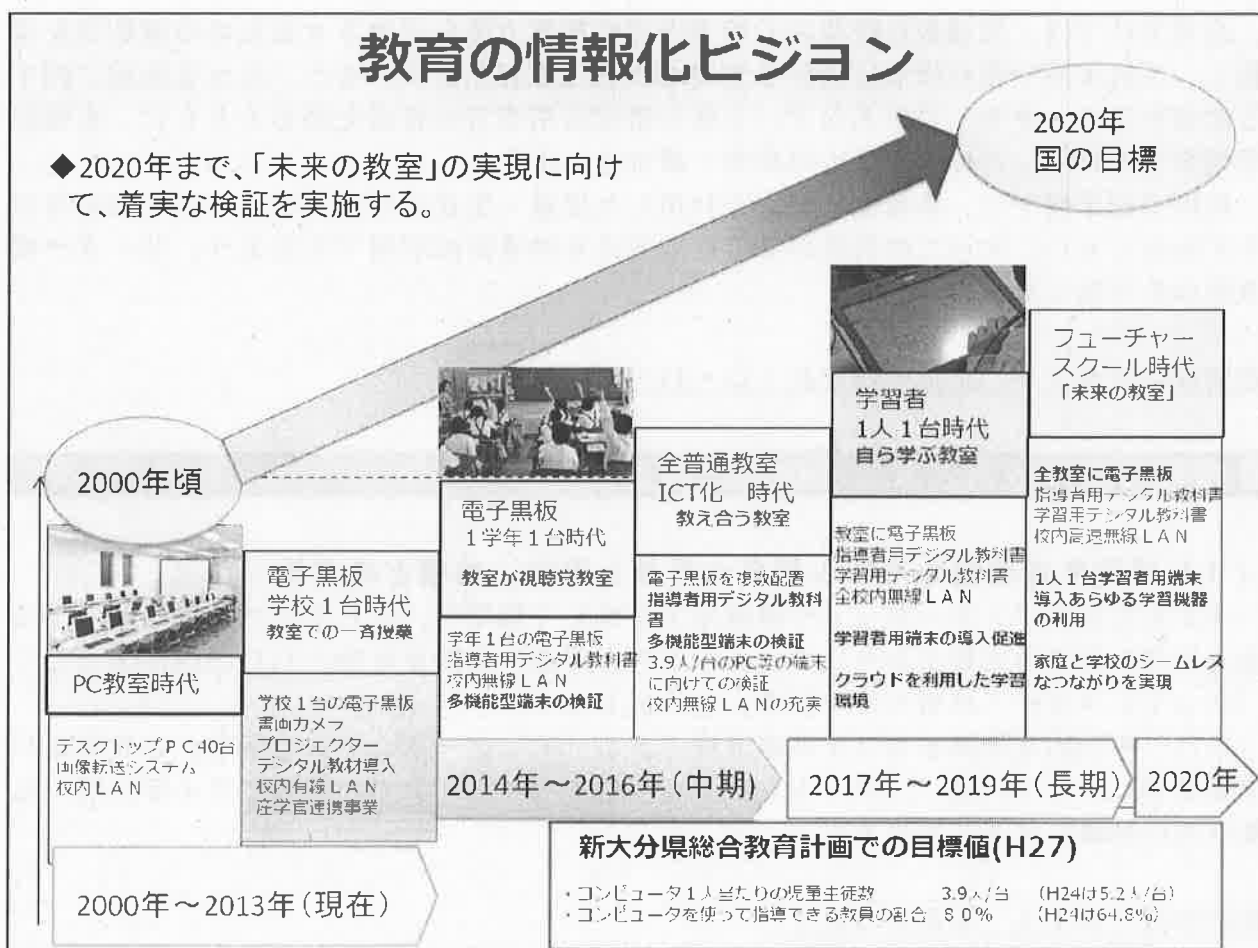 教育の情報化ビジョン
2020年
国の目標
◆2020年まで、「未来の教室」の実現に向け
て、着実な検証を実施する。
2000年頃
PC教室時代
デスクトップPC40台
画像転送システム
校内LAN
電子黒板
学校1台時代
教室での一斉授業
学校1台の電子黒板
書画カメラ
プロジェクター
デジタル教材導入
校内有線LAN
産学官連携事業
電子黒板
1学年1台時代
教室が視聴覚教室
学年1台の電子黒板
指導者用デジタル教科書
校内無線LAN
多機能型端末の検証
全普通教室
ICT化 時代
教え合う教室
電子黒板を複数配置
指導者用デジタル教科
書
多機能型端末の検証
3.9人/台のPC等の端末
に向けての検証
校内無線LANの充実
学習者
1人1台時代
自ら学ぶ教室
教室に電子黒板
指導者用デジタル教科書
学習用デジタル教科書
全校内無線LAN
学習者用端末の導入促進
クラウドを利用した学習
環境
フューチャー
スクール時代
「未来の教室」
全教室に電子黒板
指導者用デジタル教科書
学習用デジタル教科書
校内高速無線LAN
1人1台学習者用端末
導入あらゆる学習機器
の利用
家庭と学校のシームレス
なつながりを実現
2000年～2013年(現在)
2014年～2016年(中期)
2017年～2019年(長期)
2020年
新大分県総合教育計画での目標値(H27)
・コンピュータ1人当たりの児童生徒数 3.9人/台 (H24は5.2人/台)
・コンピュータを使って指導できる教員の割合 80% (H24は64.8%)